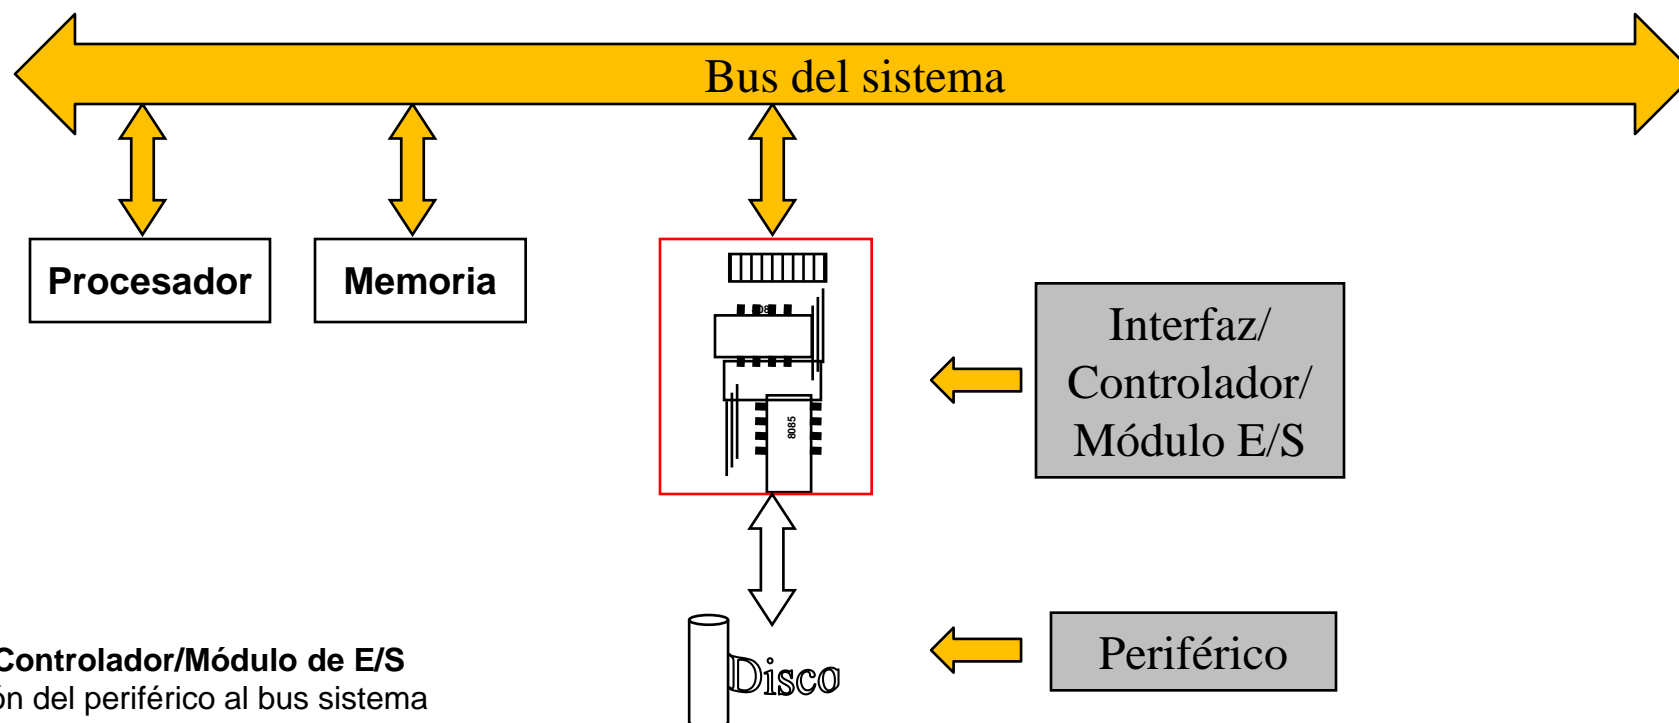 Bus del sistema
Procesador
Memoria
8085
Interfaz/
Controlador/
Módulo E/S
Disco
Periférico
Controlador/Módulo de E/S
ón del periférico al bus sistema